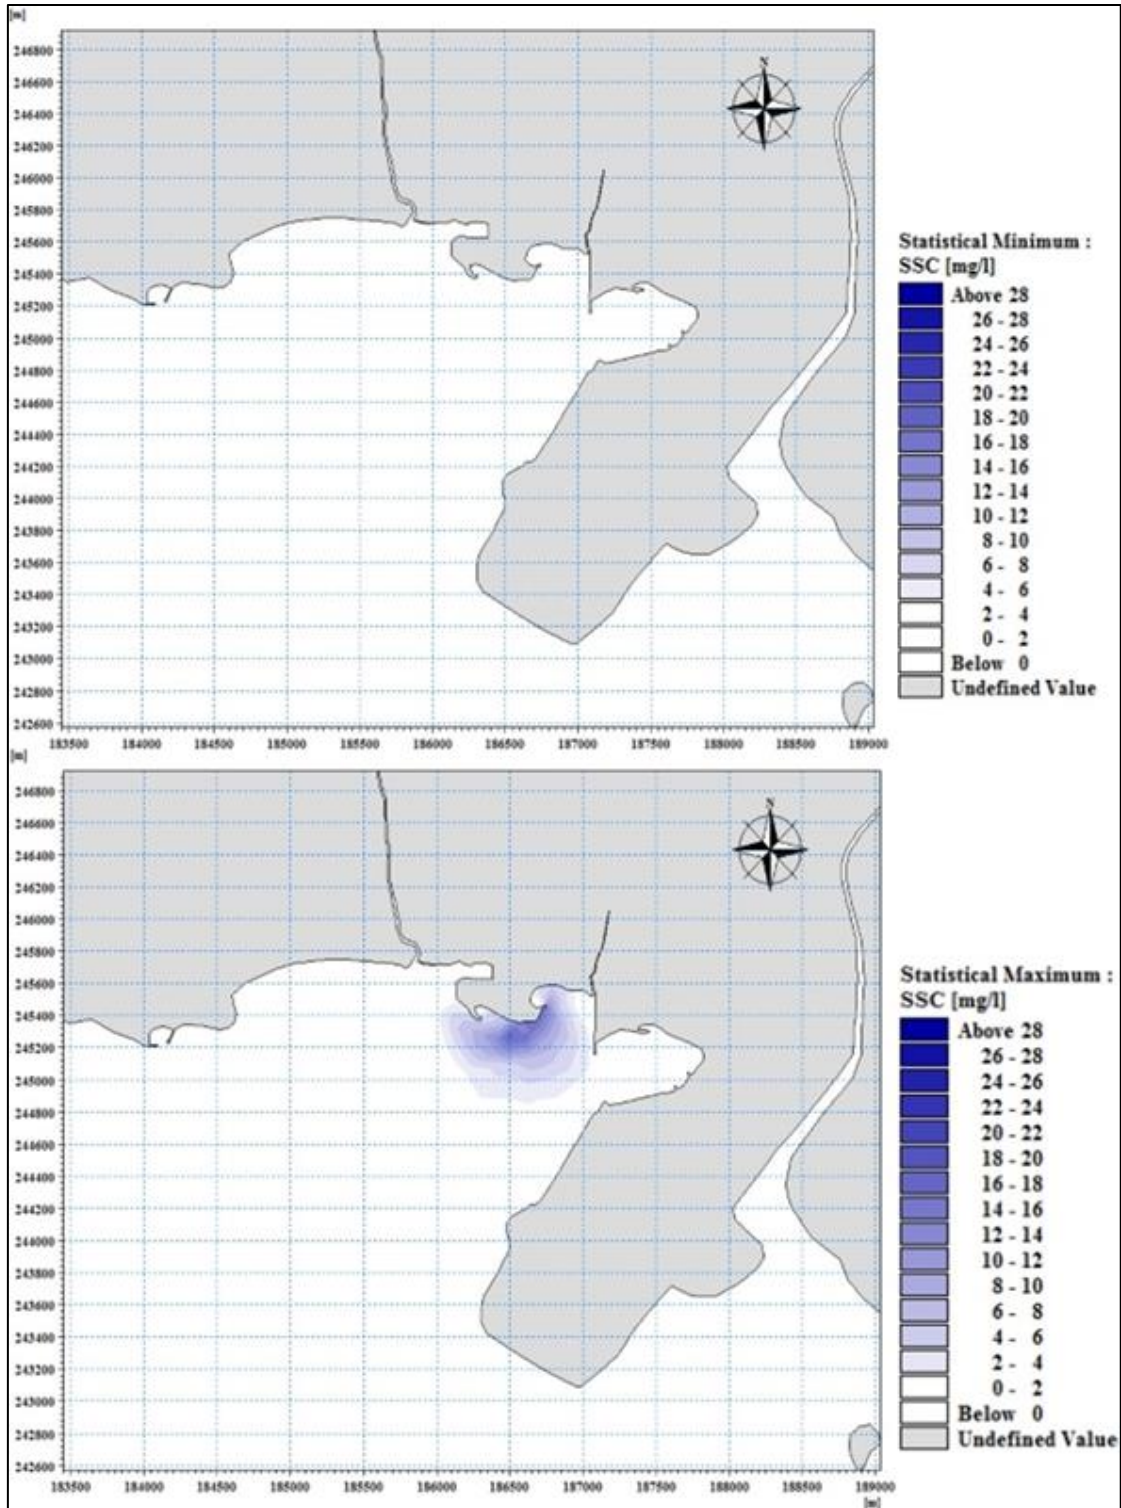 [m]
246800
246600
246400
246200
246000
245800
245600
245400
245200
245000
244800
244600
244400
244200
244000
243800
243600
243400
243200
243000
242800
242600
183500 184000 184500 185000 185500 186000 186500 187000 187500 188000 188500 189000
N
Statistical Minimum :
SSC [mg/l]
Above 28
26 - 28
24 - 26
22 - 24
20 - 22
18 - 20
16 - 18
14 - 16
12 - 14
10 - 12
8 - 10
6 - 8
4 - 6
2 - 4
0 - 2
Below 0
Undefined Value
[m]
246800
246600
246400
246200
246000
245800
245600
245400
245200
245000
244800
244600
244400
244200
244000
243800
243600
243400
243200
243000
242800
242600
183500 184000 184500 185000 185500 186000 186500 187000 187500 188000 188500 189000
[m]
N
Statistical Maximum :
SSC [mg/l]
Above 28
26 - 28
24 - 26
22 - 24
20 - 22
18 - 20
16 - 18
14 - 16
12 - 14
10 - 12
8 - 10
6 - 8
4 - 6
2 - 4
0 - 2
Below 0
Undefined Value